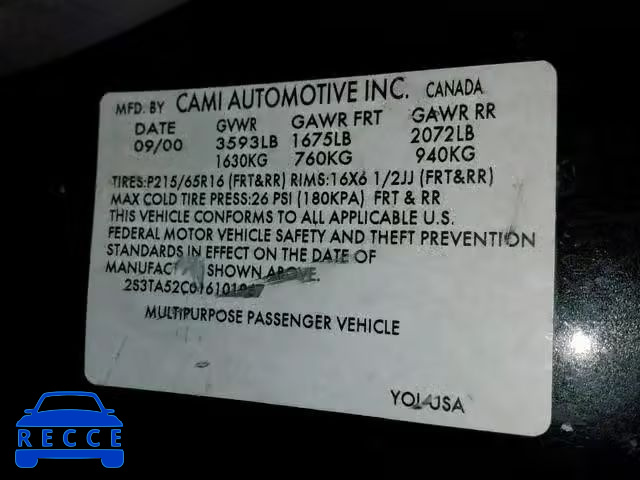 MFD. BY CAMI AUTOMOTIVE INC. CANADA
DATE GVWR GAWR FRT GAWR RR
09/00 3593LB 1675LB 2072LB
1630KG 760KG 940KG
TIRES:P215/65R16 (FRT&RR) RIMS:16X6 1/2JJ (FRT&RR)
MAX COLD TIRE PRESS:26 PSI (180KPA) FRT & RR
THIS VEHICLE CONFORMS TO ALL APPLICABLE U.S.
FEDERAL MOTOR VEHICLE SAFETY AND THEFT PREVENTION
STANDARDS IN EFFECT ON THE DATE OF
SHOWN ABOVE.
MULTIPURPOSE PASSENGER VEHICLE
RECCE